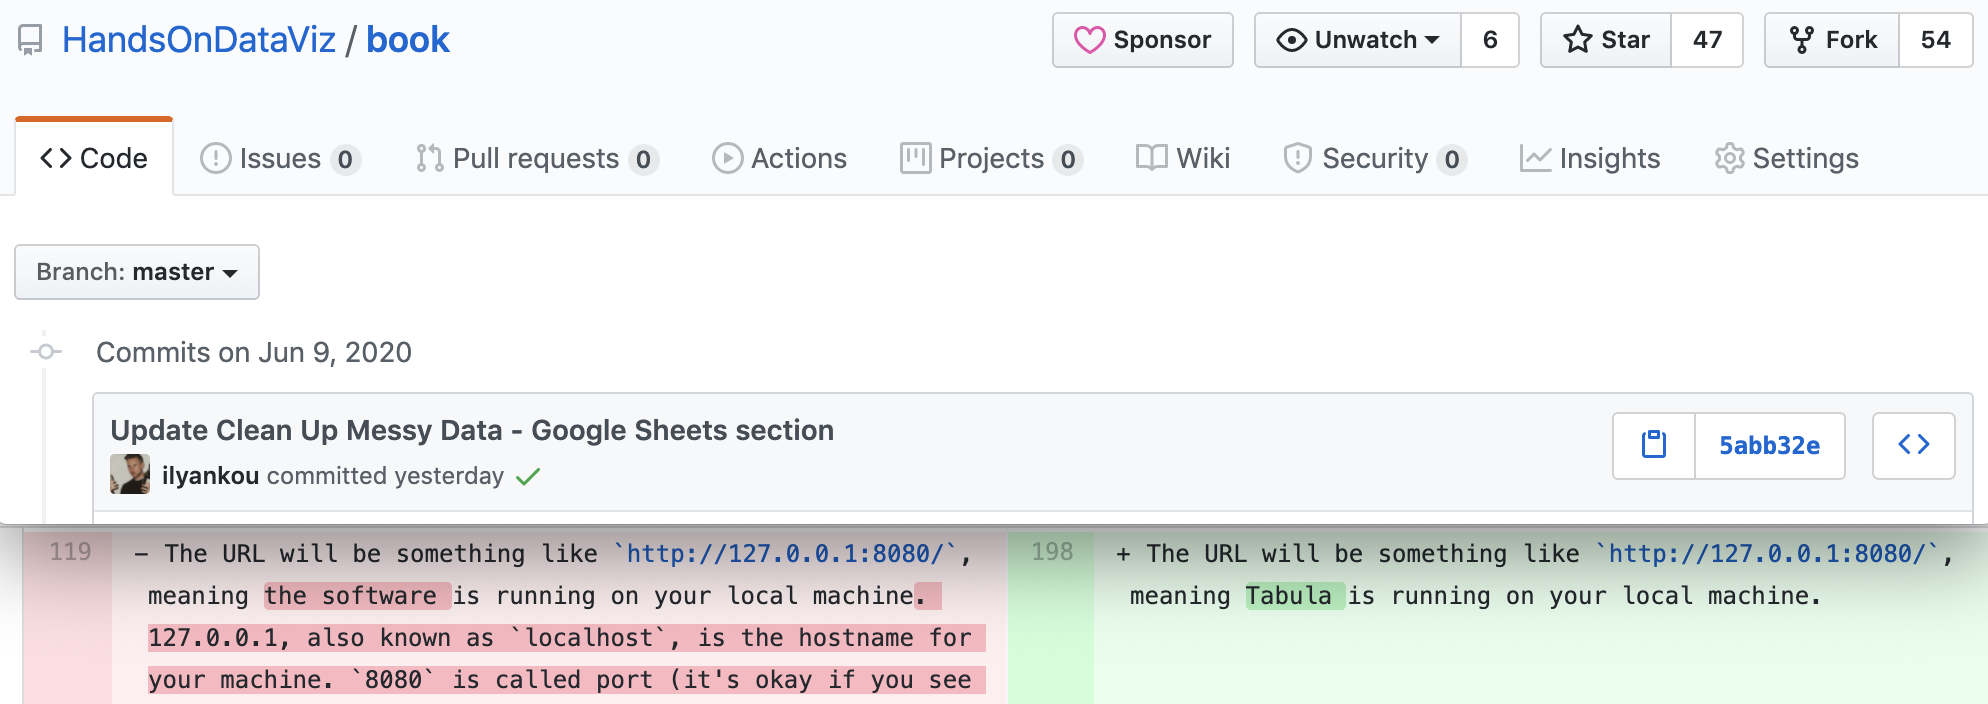 HandsOnDataViz / book
Sponsor
Unwatch 6
Star 47
Fork 54
<> Code
Issues 0
Pull requests 0
Actions
Projects 0
Wiki
Security 0
Insights
Settings
Branch: master
Commits on Jun 9, 2020
Update Clean Up Messy Data - Google Sheets section
ilyankou committed yesterday
5abb32e
119
- The URL will be something like `http://127.0.0.1:8080/`,
meaning the software is running on your local machine.
127.0.0.1, also known as `localhost`, is the hostname for
your machine. `8080` is called port (it's okay if you see
198
+ The URL will be something like `http://127.0.0.1:8080/`,
meaning Tabula is running on your local machine.